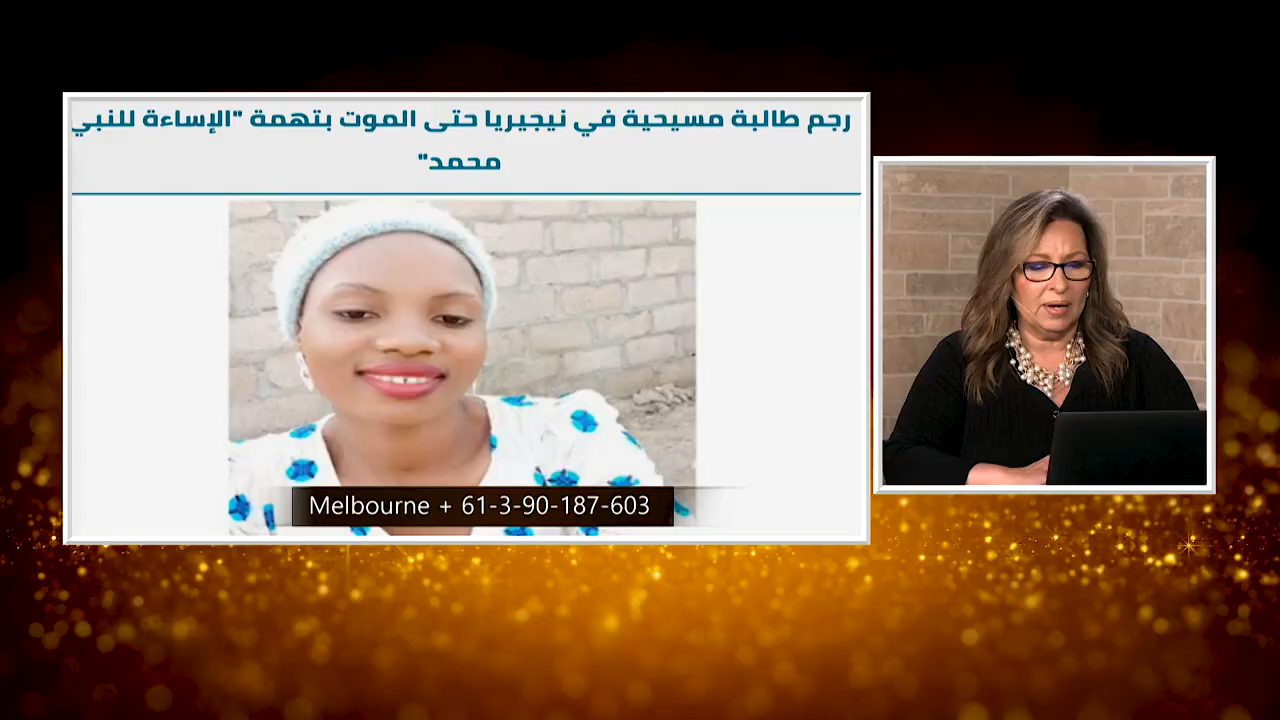 رجم طالبة مسيحية في نيجيريا حتى الموت بتهمة "الإساءة للنبي
محمد"
Melbourne + 61-3-90-187-603